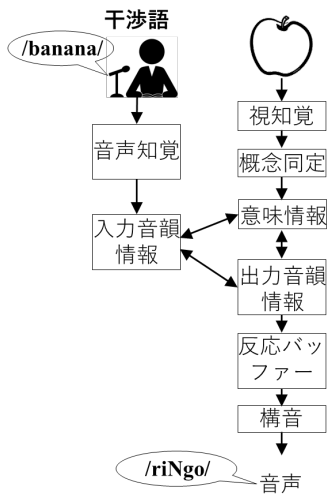 干渉語
/banana/
音声知覚
入力音韻
情報
視知覚
概念同定
意味情報
出力音韻
情報
反応バッ
ファー
構音
/riNgo/
音声